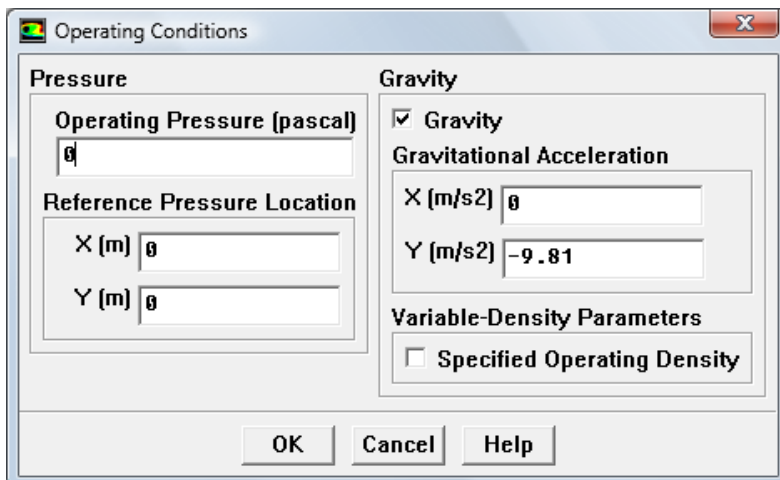 Operating Conditions
Pressure
Operating Pressure (pascal)
0
Reference Pressure Location
X (m) 0
Y (m) 0
Gravity
Gravity
Gravitational Acceleration
X (m/s2) 0
Y (m/s2) -9.81
Variable-Density Parameters
Specified Operating Density
OK Cancel Help